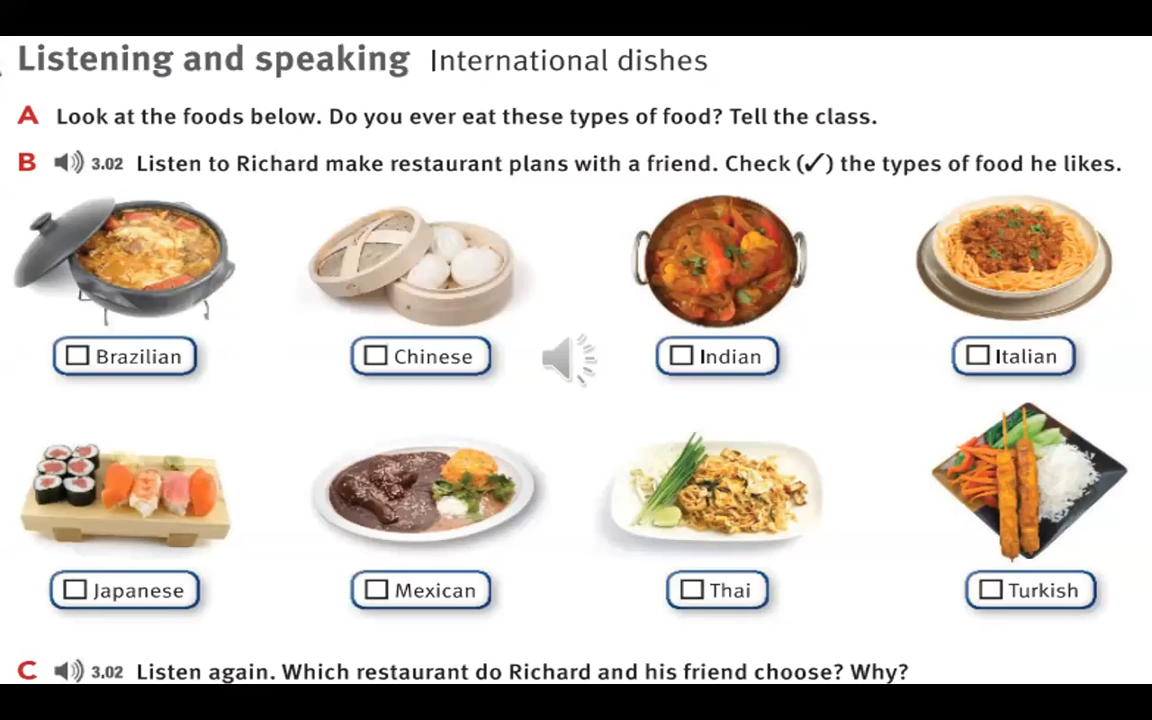 Listening and speaking International dishes
A Look at the foods below. Do you ever eat these types of food? Tell the class.
B 3.02 Listen to Richard make restaurant plans with a friend. Check (✓) the types of food he likes.
Brazilian
Chinese
Indian
Italian
Japanese
Mexican
Thai
Turkish
C 3.02 Listen again. Which restaurant do Richard and his friend choose? Why?